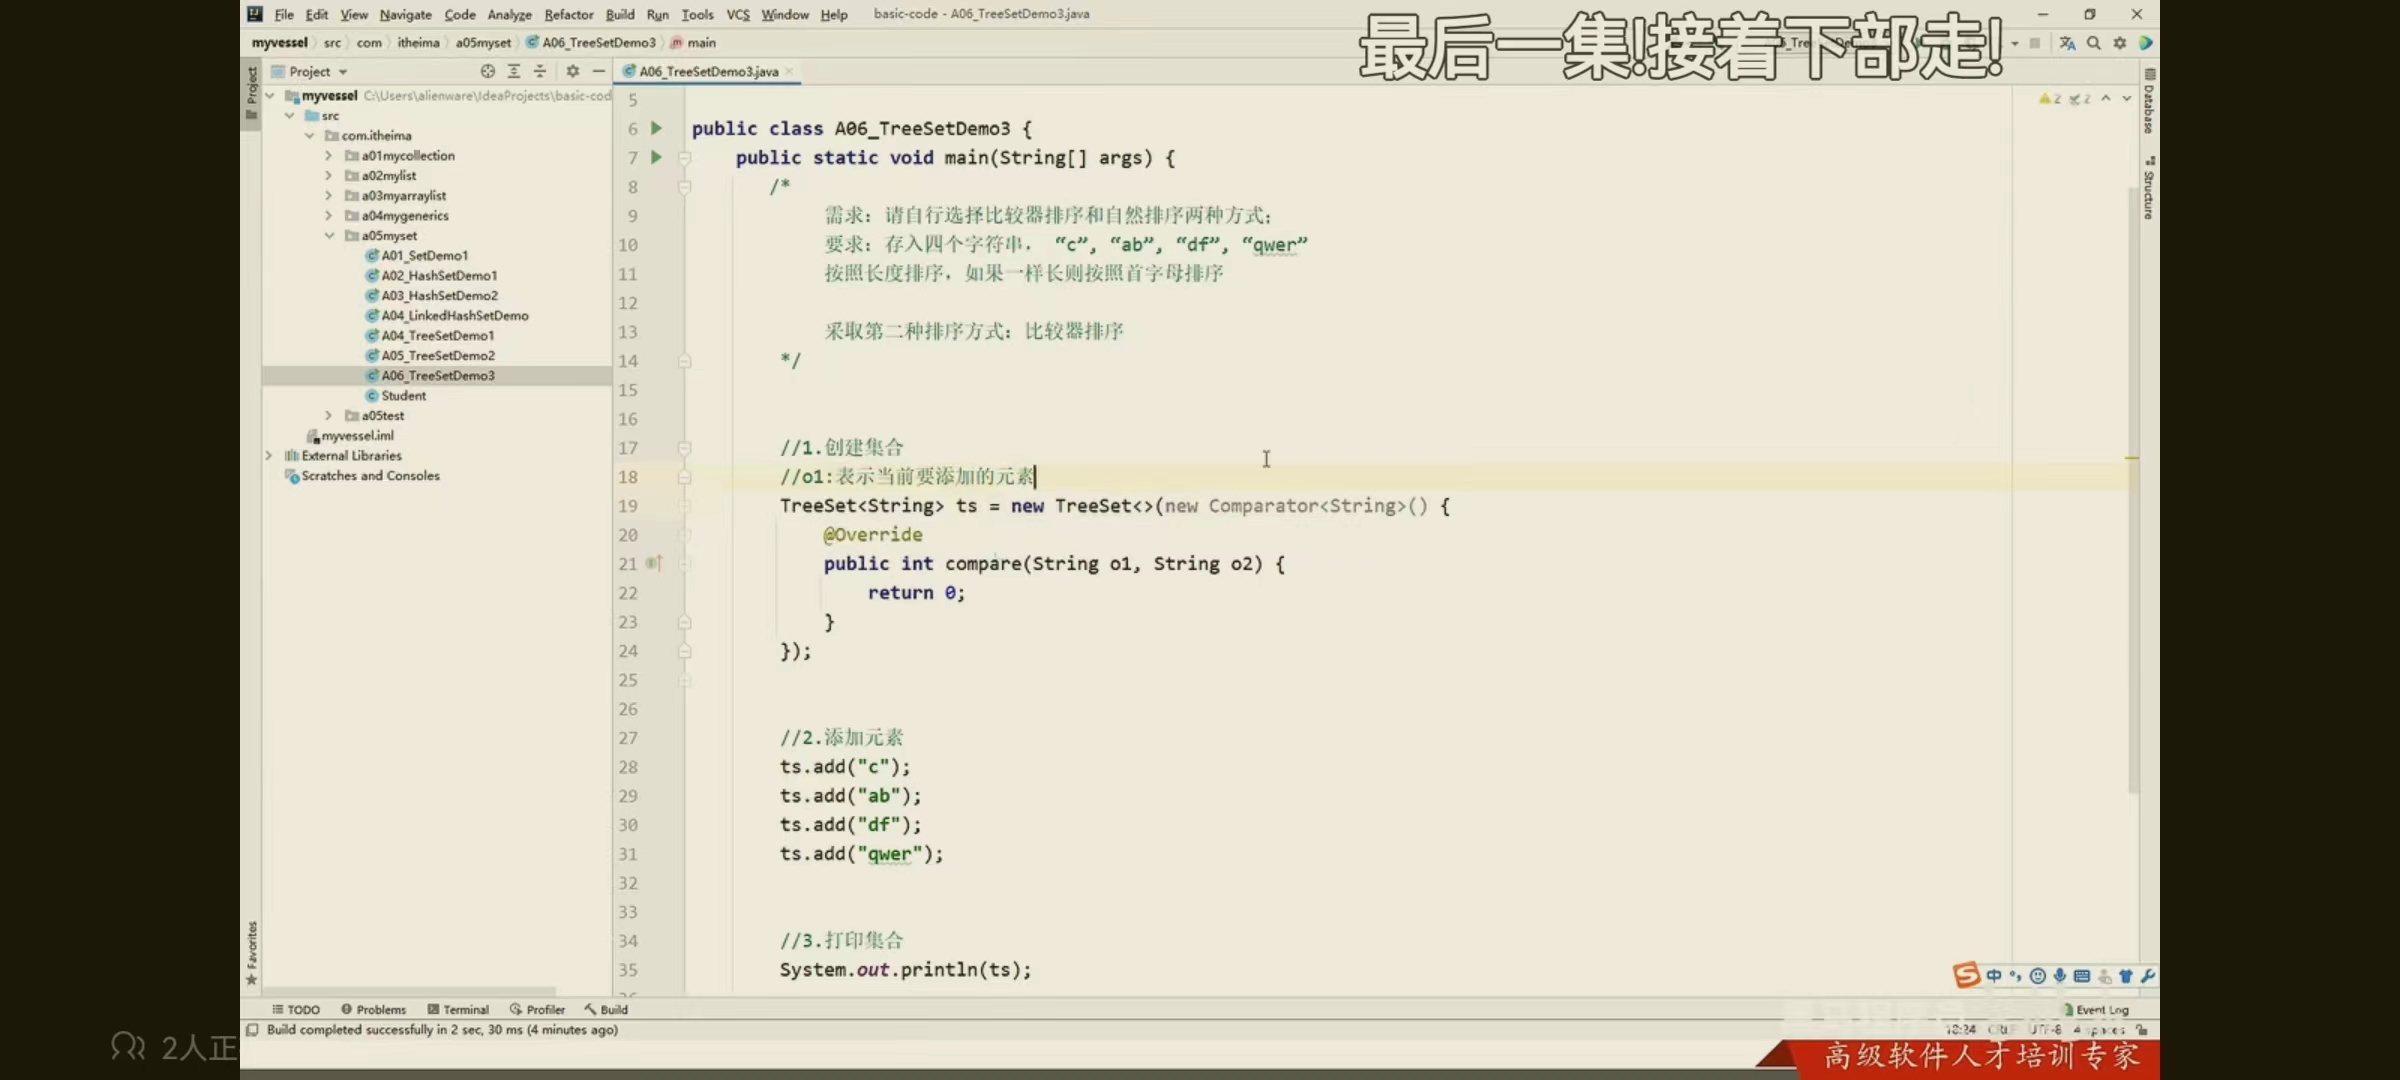 File Edit View Navigate Code Analyze Refactor Build Run Tools VCS Window Help basic-code - A06_TreeSetDemo3.java
最后一集!接着下部走!
myvessel src com itheima a05myset A06_TreeSetDemo3 main
Project
A06_TreeSetDemo3.java
Project
myvessel C:\Users\alienware\IdeaProjects\basic-cod
src
com.itheima
a01mycollection
a02mylist
a03myarraylist
a04mygenerics
a05myset
A01_SetDemo1
A02_HashSetDemo1
A03_HashSetDemo2
A04_LinkedHashSetDemo
A04_TreeSetDemo1
A05_TreeSetDemo2
A06_TreeSetDemo3
Student
a05test
myvessel.iml
External Libraries
Scratches and Consoles
Favorites
5
6 public class A06_TreeSetDemo3 {
7 public static void main(String[] args) {
8 /*
9 需求：请自行选择比较器排序和自然排序两种方式；
10 要求：存入四个字符串， “c”, “ab”, “df”, “qwer”
11 按照长度排序，如果一样长则按照首字母排序
12
13 采取第二种排序方式：比较器排序
14 */
15
16
17 //1.创建集合
18 //o1:表示当前要添加的元素
19 TreeSet<String> ts = new TreeSet<>(new Comparator<String>() {
20 @Override
21 public int compare(String o1, String o2) {
22 return 0;
23 }
24 });
25
26
27 //2.添加元素
28 ts.add("c");
29 ts.add("ab");
30 ts.add("df");
31 ts.add("qwer");
32
33
34 //3.打印集合
35 System.out.println(ts);
2 2
Database
Structure
中
TODO Problems Terminal Profiler Build Event Log
Build completed successfully in 2 sec, 30 ms (4 minutes ago) 18:24 CRLF UTF-8 4 spaces
2人正
高级软件人才培训专家